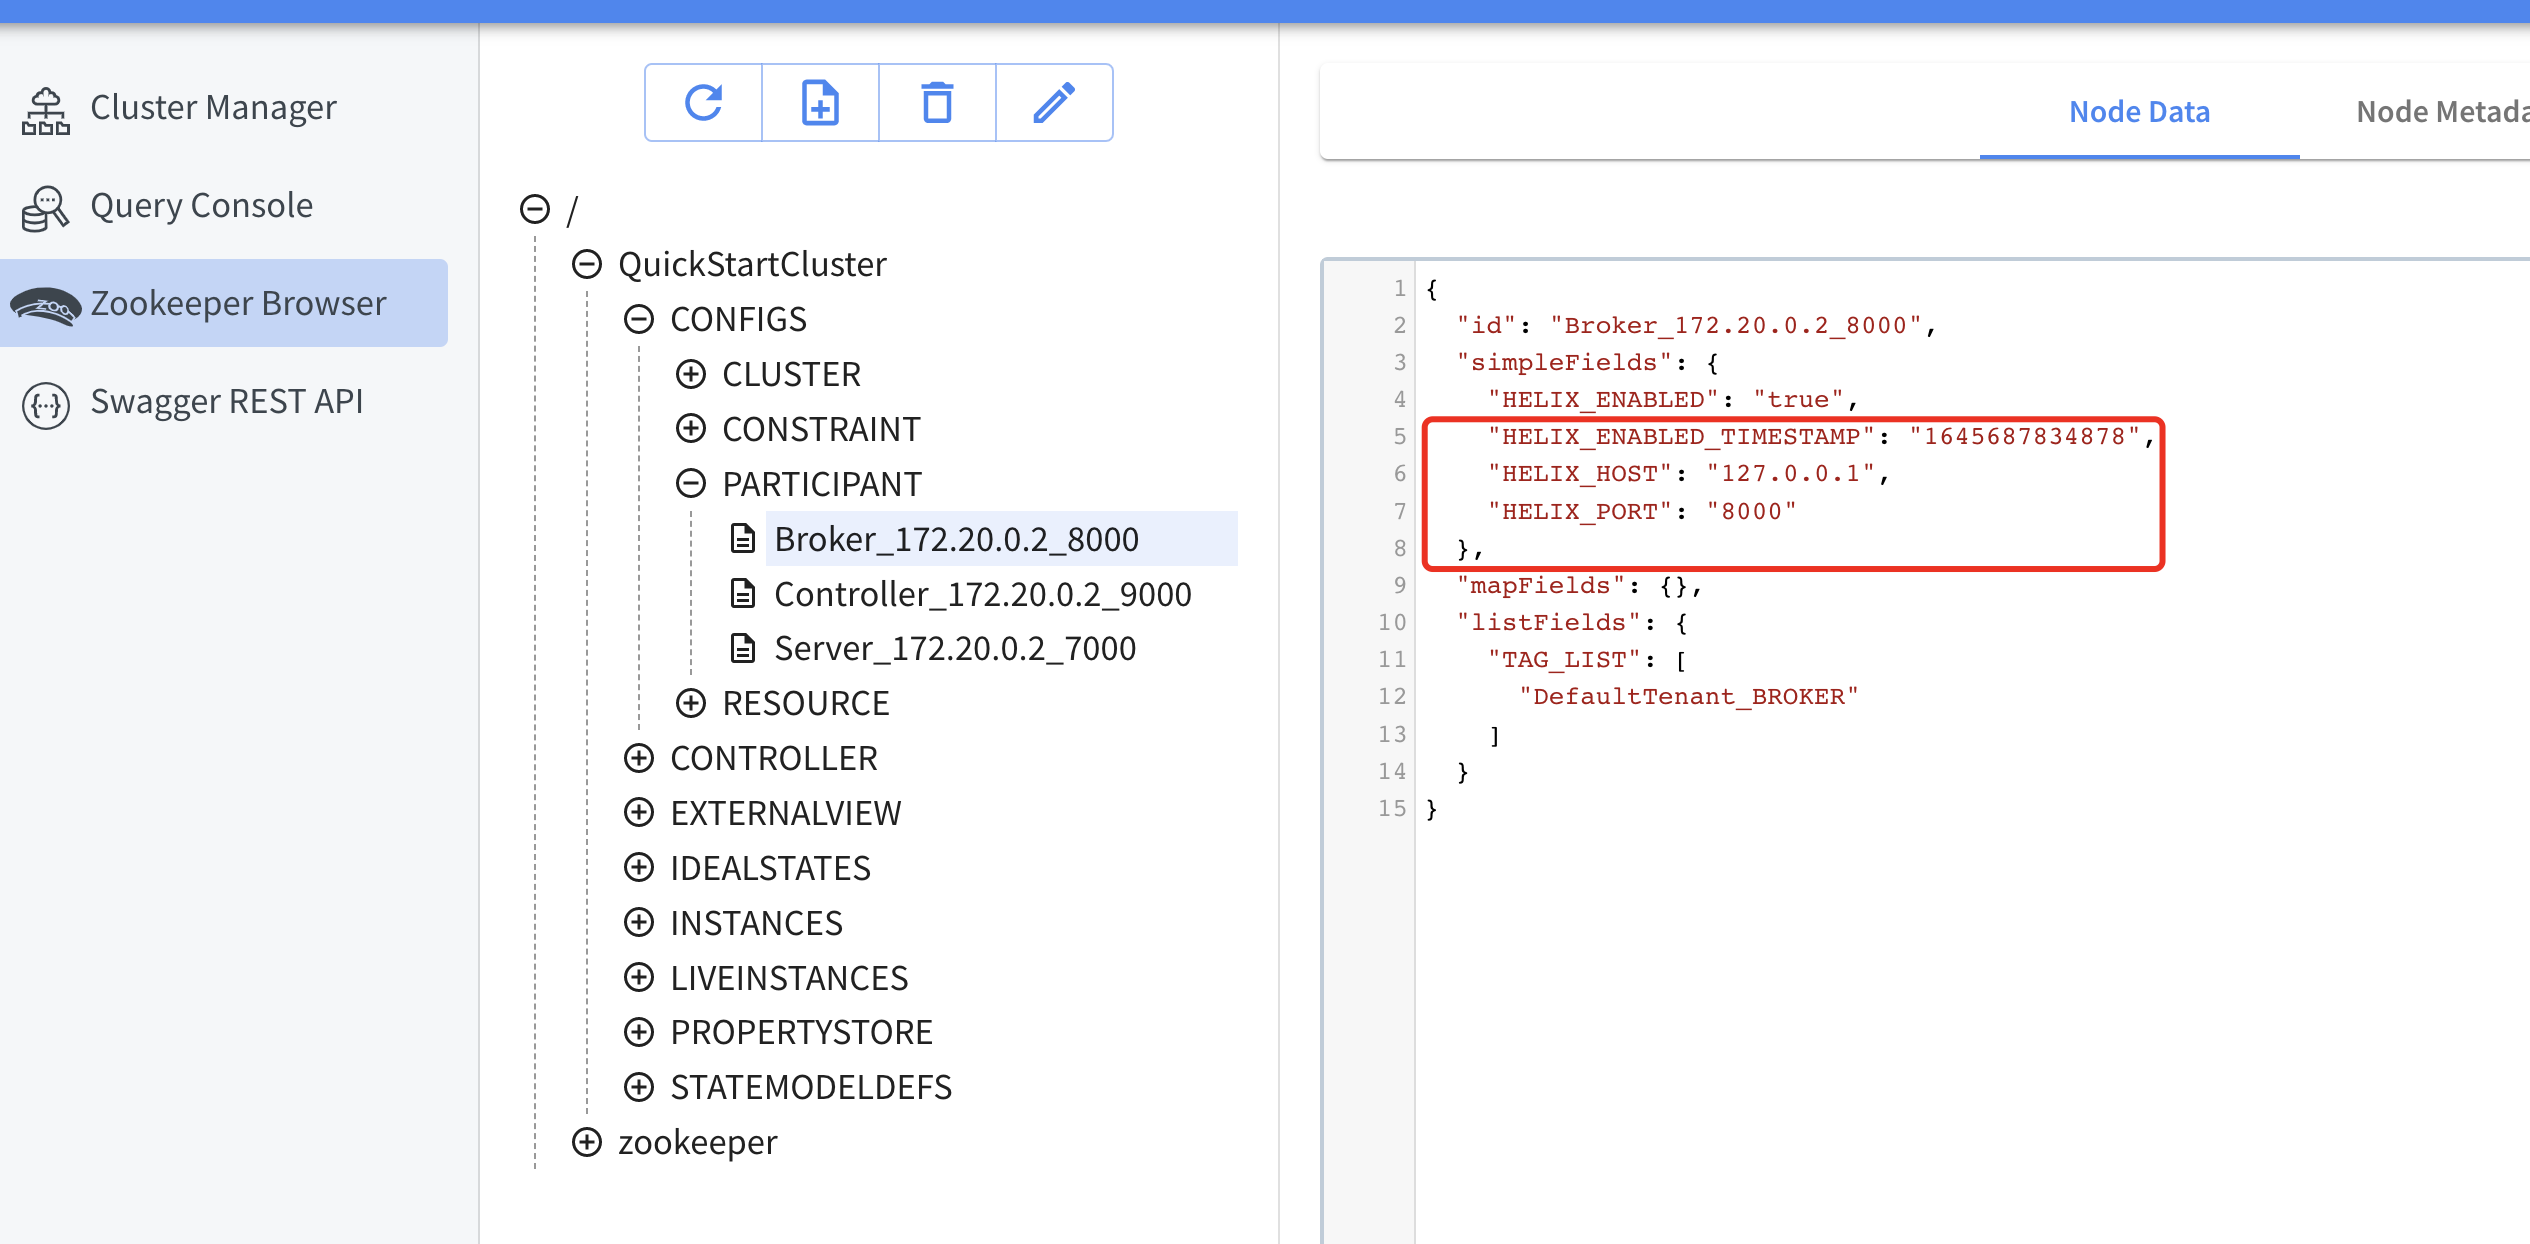 Cluster Manager
Query Console
Zookeeper Browser
Swagger REST API
/
QuickStartCluster
CONFIGS
CLUSTER
CONSTRAINT
PARTICIPANT
Broker_172.20.0.2_8000
Controller_172.20.0.2_9000
Server_172.20.0.2_7000
RESOURCE
CONTROLLER
EXTERNALVIEW
IDEALSTATES
INSTANCES
LIVEINSTANCES
PROPERTYSTORE
STATEMODELDEFS
zookeeper
Node Data
Node Metada
1 {
2 "id": "Broker_172.20.0.2_8000",
3 "simpleFields": {
4 "HELIX_ENABLED": "true",
5 "HELIX_ENABLED_TIMESTAMP": "1645687834878",
6 "HELIX_HOST": "127.0.0.1",
7 "HELIX_PORT": "8000"
8 },
9 "mapFields": {},
10 "listFields": {
11 "TAG_LIST": [
12 "DefaultTenant_BROKER"
13 ]
14 }
15 }